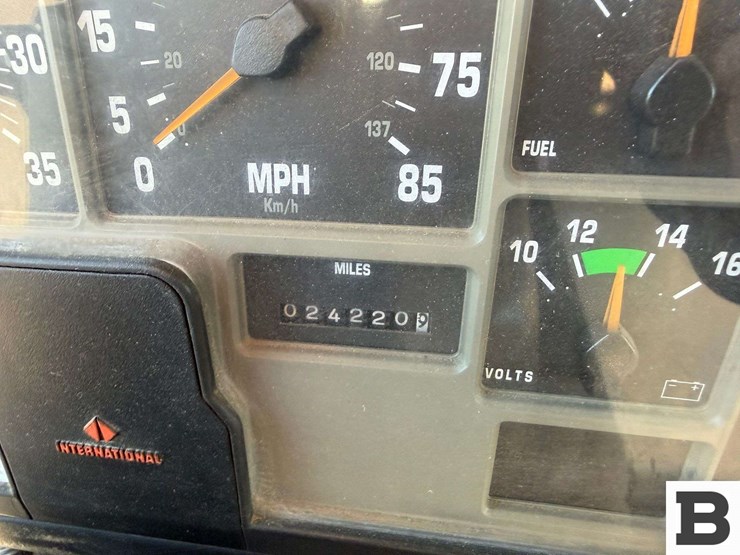 30
35
15
20
5
0
0
MPH
Km/h
120
75
137
85
FUEL
10
12
14
16
VOLTS
- +
MILES
0242209
INTERNATIONAL
B